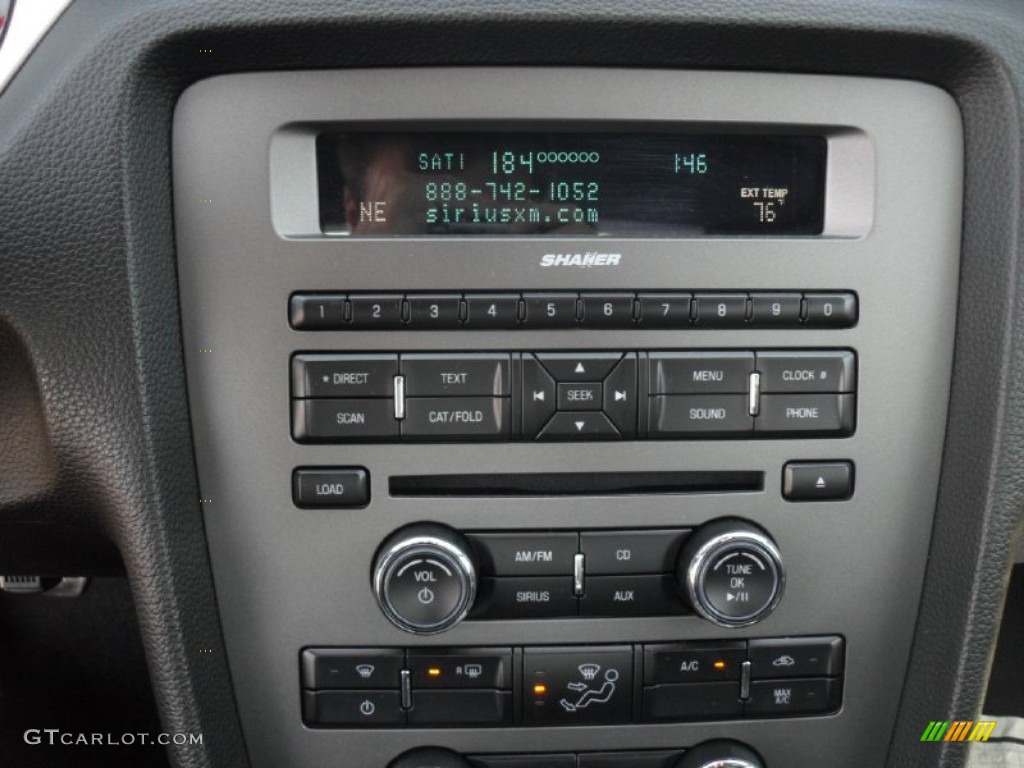 SAT1 184°°°°°° 1:46
888-742-1052
EXT TEMP
NE siriusxm.com 76°F
SHAKER
1 2 3 4 5 6 7 8 9 0
* DIRECT TEXT MENU CLOCK #
SEEK
SCAN CAT/FOLD SOUND PHONE
LOAD
AM/FM CD
VOL TUNE
OK
SIRIUS AUX
R A/C
MAX
A/C
GTCARLOT.COM